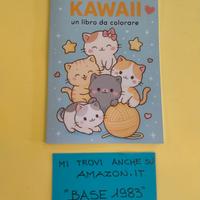 KAWAII
un libro da colorare
MI TROVI ANCHE SU
AMAZON.IT
"BASE 1983"